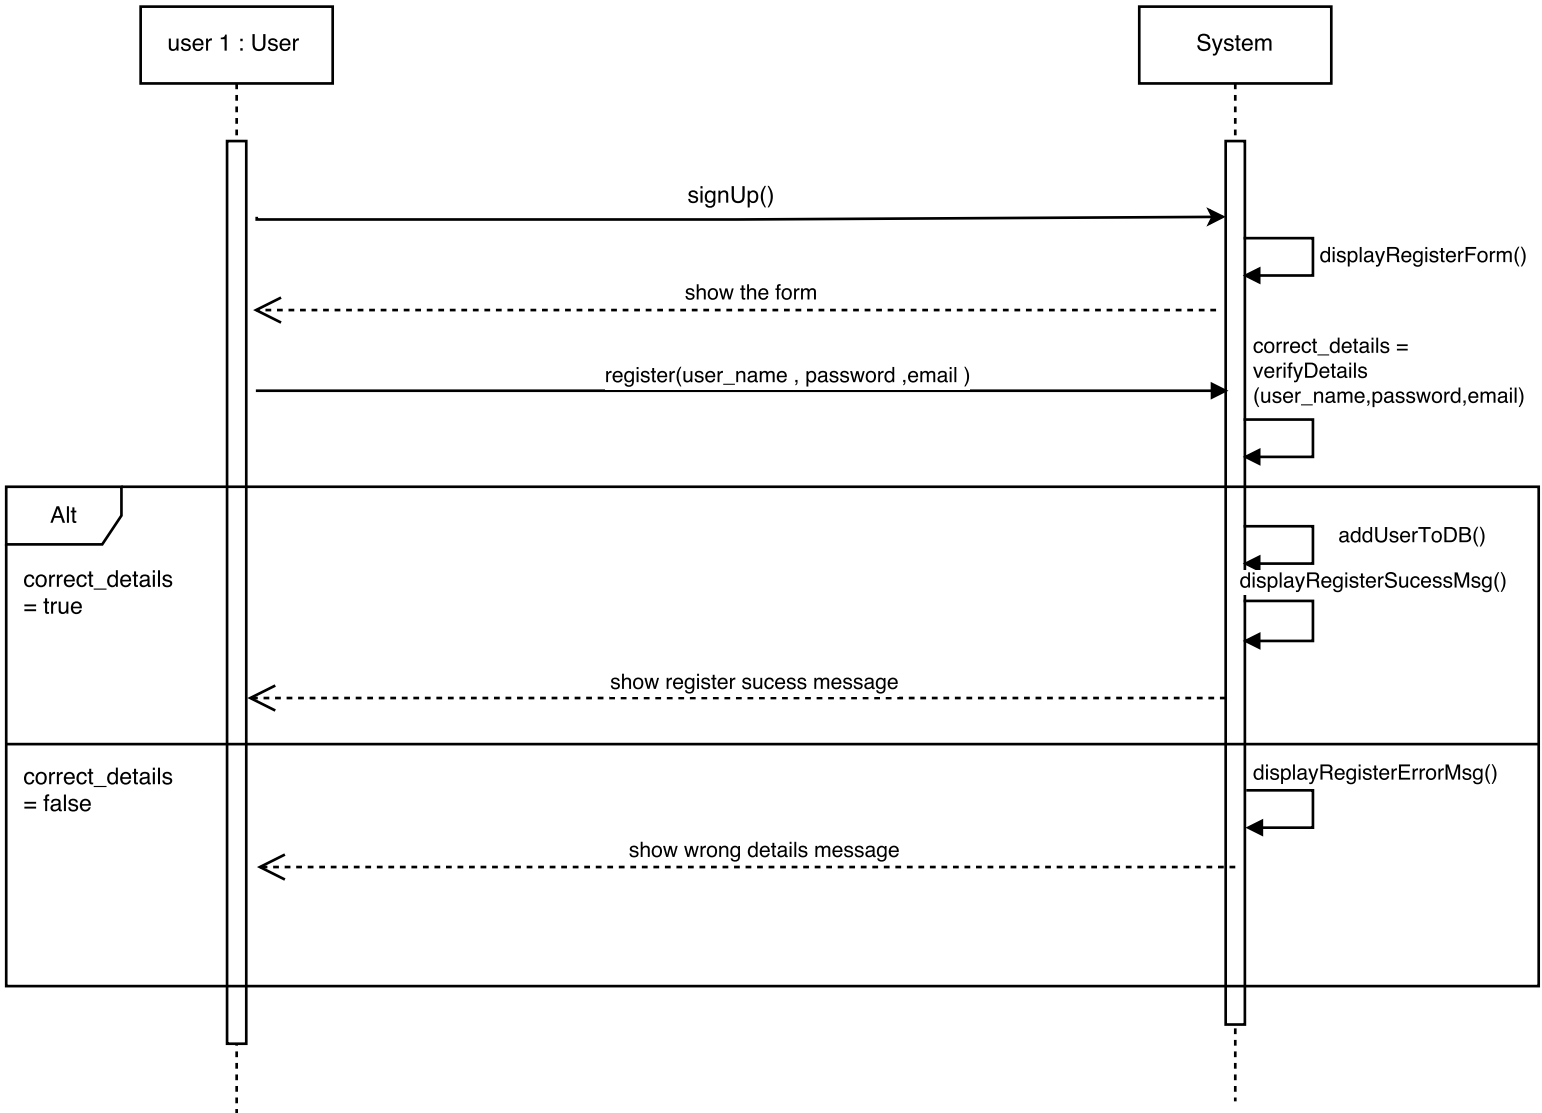 user 1 : User
System
signUp()
displayRegisterForm()
show the form
correct_details =
verifyDetails
(user_name,password,email)
register(user_name , password ,email )
Alt
addUserToDB()
correct_details
= true
displayRegisterSucessMsg()
show register sucess message
correct_details
= false
displayRegisterErrorMsg()
show wrong details message